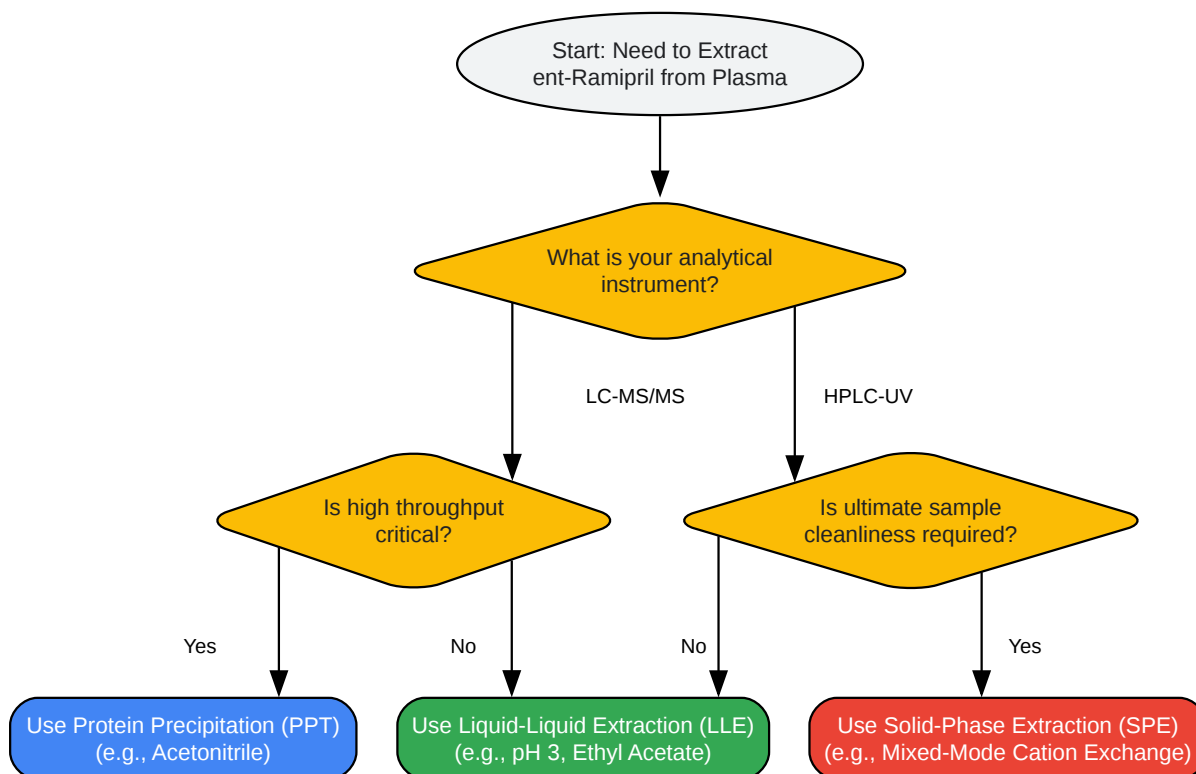 Start: Need to Extract
ent-Ramipril from Plasma
What is your analytical
instrument?
LC-MS/MS
HPLC-UV
Is high throughput
critical?
Is ultimate sample
cleanliness required?
Yes
No
No
Yes
Use Protein Precipitation (PPT)
(e.g., Acetonitrile)
Use Liquid-Liquid Extraction (LLE)
(e.g., pH 3, Ethyl Acetate)
Use Solid-Phase Extraction (SPE)
(e.g., Mixed-Mode Cation Exchange)